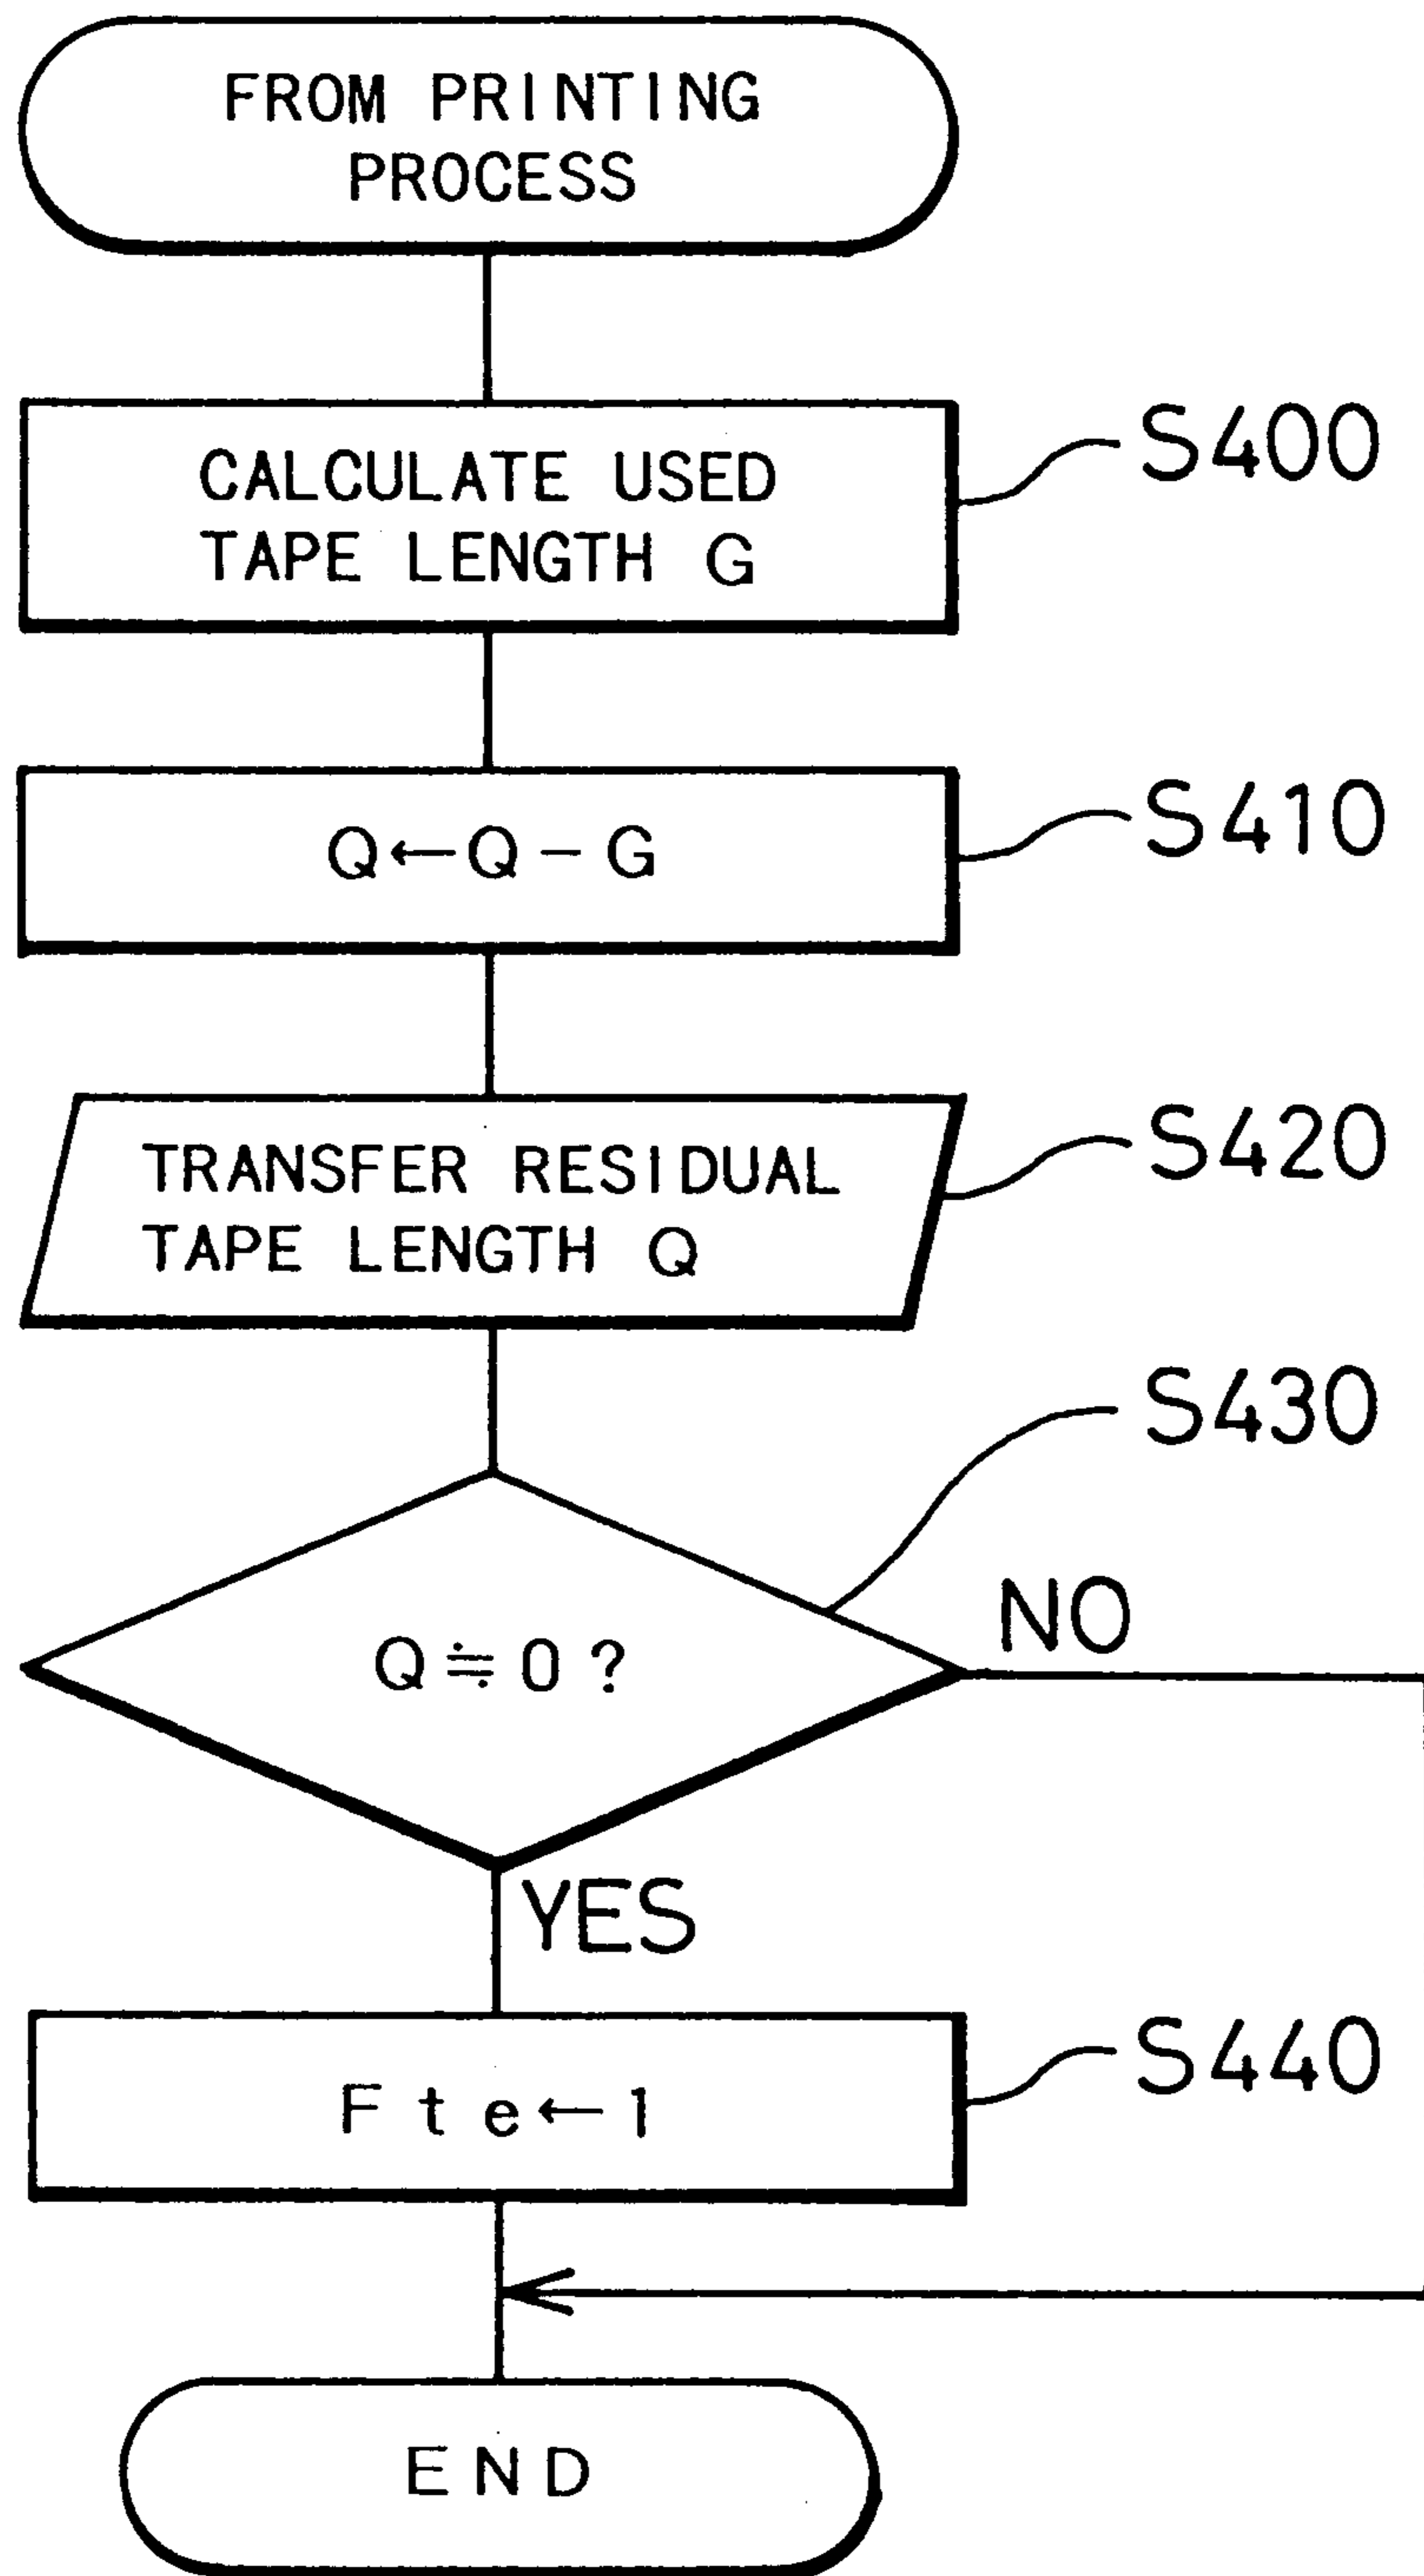 FROM PRINTING
PROCESS
CALCULATE USED
TAPE LENGTH G
S400
Q←Q-G
S410
TRANSFER RESIDUAL
TAPE LENGTH Q
S420
S430
Q≒0?
NO
YES
Fte←1
S440
END